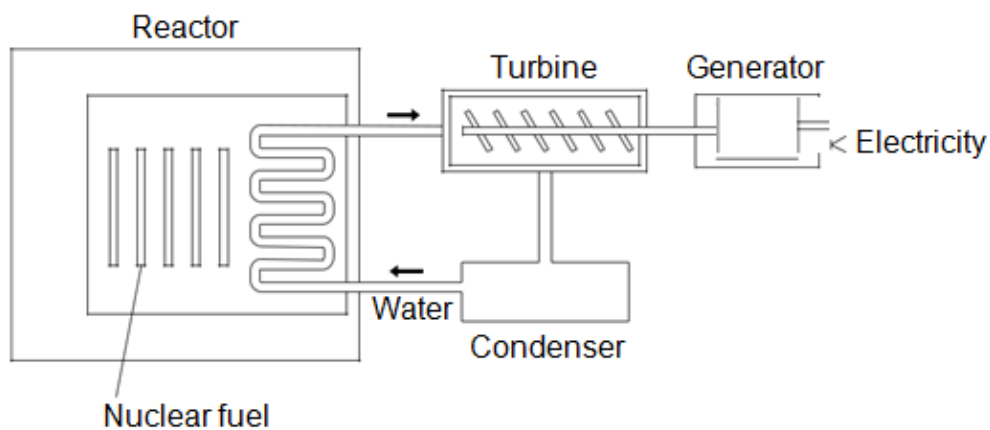 Reactor
Turbine
Generator
Electricity
Water
Condenser
Nuclear fuel